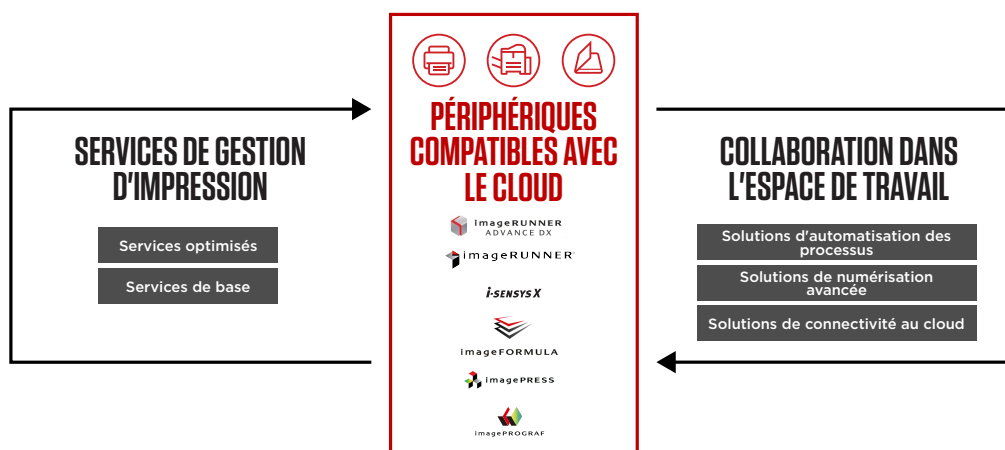 SERVICES DE GESTION
D'IMPRESSION
Services optimisés
Services de base
PÉRIPHÉRIQUES
COMPATIBLES AVEC
LE CLOUD
imageRUNNER
ADVANCE DX
imageRUNNER
i-SENSYS X
imageFORMULA
imagePRESS
imagePROGRAF
COLLABORATION DANS
L'ESPACE DE TRAVAIL
Solutions d'automatisation des
processus
Solutions de numérisation
avancée
Solutions de connectivité au cloud